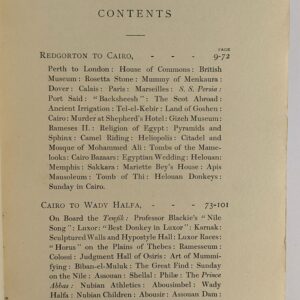 CONTENTS
PAGE
REDGORTON TO CAIRO, - - - 9-72
Perth to London: House of Commons: British
Museum: Rosetta Stone: Mummy of Menkaura:
Dover: Calais: Paris: Marseilles: S.S. Persia:
Port Said: "Backsheesh": The Scot Abroad:
Ancient Irrigation: Tel-el-Kebir: Land of Goshen:
Cairo: Murder at Shepherd's Hotel: Gizeh Museum:
Rameses II.: Religion of Egypt: Pyramids and
Sphinx: Camel Riding: Heliopolis: Citadel and
Mosque of Mohammed Ali: Tombs of the Mame-
looks: Cairo Bazaars: Egyptian Wedding: Helouan:
Memphis: Sakkara: Mariette Bey's House: Apis
Mausoleum: Tomb of Thi: Helouan Donkeys:
Sunday in Cairo.
CAIRO TO WADY HALFA, - - - 73-101
On Board the Tewfik: Professor Blackie's "Nile
Song": Luxor: "Best Donkey in Luxor": Karnak:
Sculptured Walls and Hypostyle Hall: Luxor Races:
"Horus" on the Plains of Thebes: Ramesseum:
Colossi: Judgment Hall of Osiris: Art of Mummi-
fying: Biban-el-Mulûk: The Great Find: Sunday
on the Nile: Assouan: Shellal: Philæ: The Prince
Abbas: Nubian Athletics: Abousimbel: Wady
Halfa: Nubian Children: Abousir: Assouan Dam: